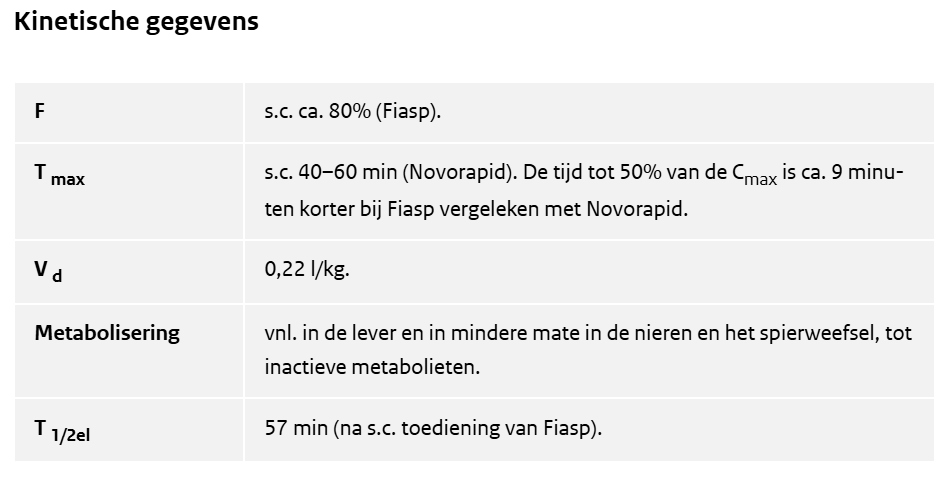 Kinetische gegevens
F
s.c. ca. 80% (Fiasp).
T max
s.c. 40–60 min (Novorapid). De tijd tot 50% van de Cmax is ca. 9 minu-
ten korter bij Fiasp vergeleken met Novorapid.
V d
0,22 l/kg.
Metabolisering
vnl. in de lever en in mindere mate in de nieren en het spierweefsel, tot
inactieve metabolieten.
T 1/2el
57 min (na s.c. toediening van Fiasp).